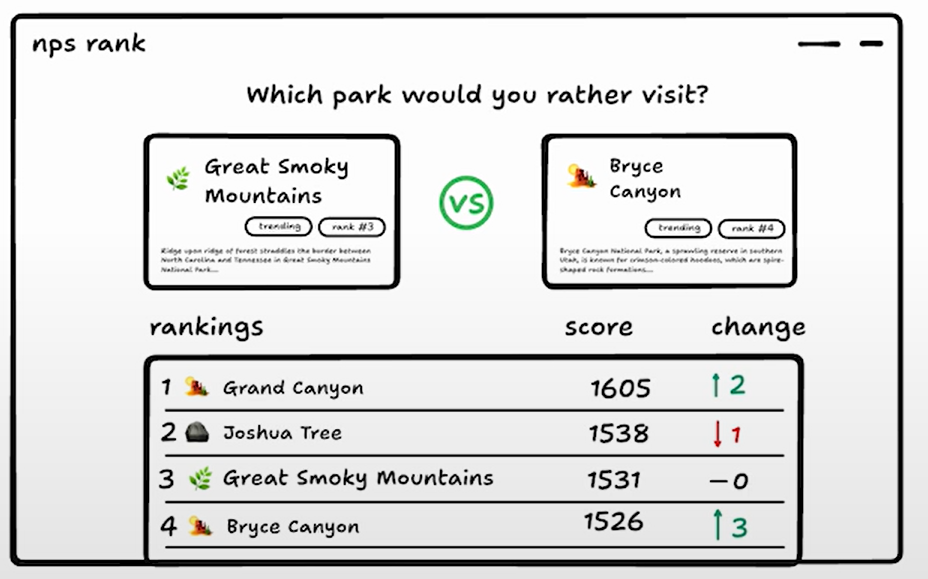 nps rank
Which park would you rather visit?
Great Smoky
Mountains
trending rank #3
Ridge upon ridge of forest straddles the border between
North Carolina and Tennessee in Great Smoky Mountains
National Park...
VS
Bryce
Canyon
trending rank #4
Bryce Canyon National Park, a sprawling reserve in southern
Utah, is known for crimson-colored hoodoos, which are spire-
shaped rock formations...
rankings score change
1 Grand Canyon 1605 ↑ 2
2 Joshua Tree 1538 ↓ 1
3 Great Smoky Mountains 1531 – 0
4 Bryce Canyon 1526 ↑ 3